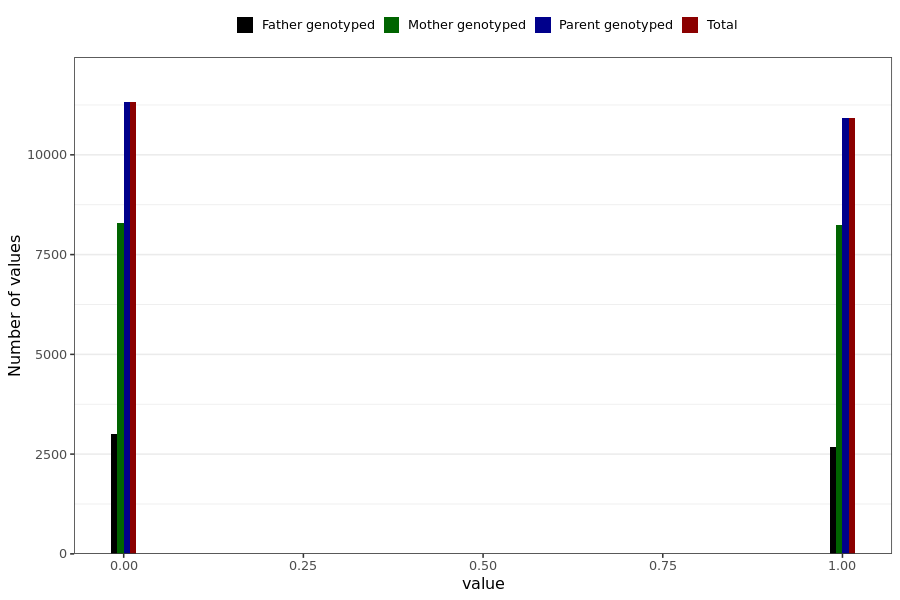 Father genotyped Mother genotyped Parent genotyped Total
Number of values
10000
7500
5000
2500
0
0.00 0.25 0.50 0.75 1.00
value